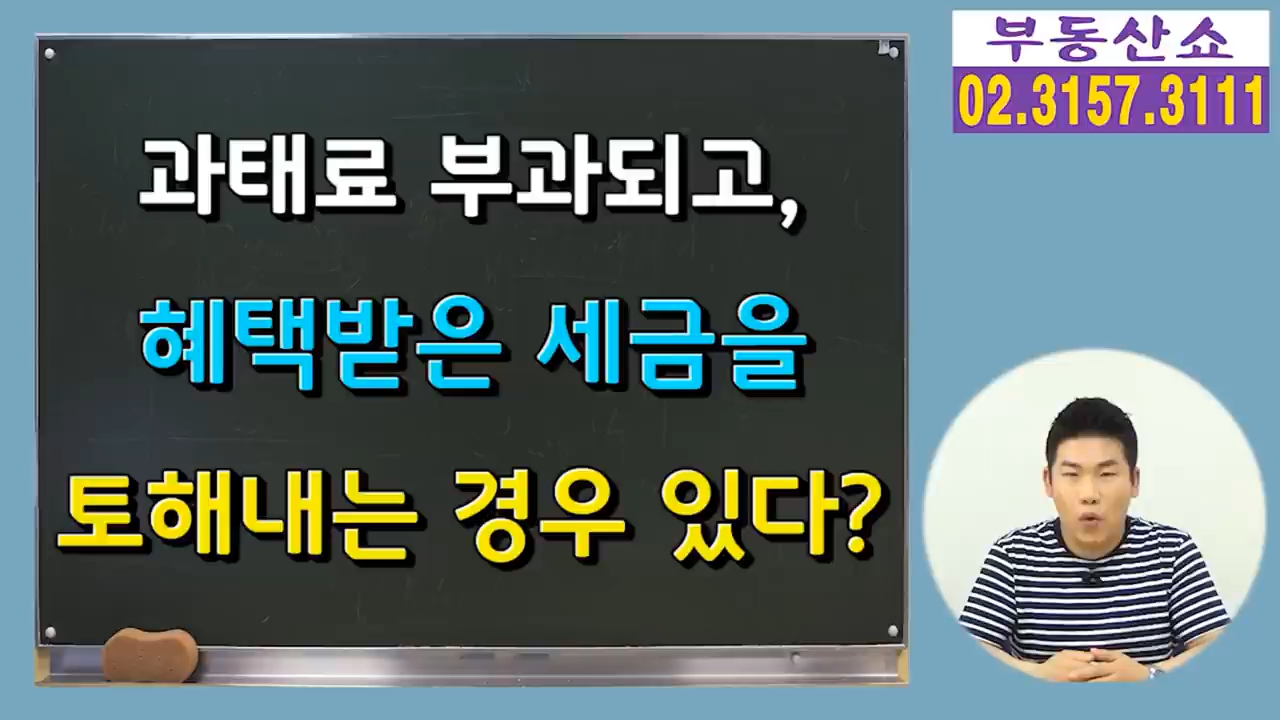 부동산쇼
02.3157.3111
과태료 부과되고,
혜택받은 세금을
토해내는 경우 있다?